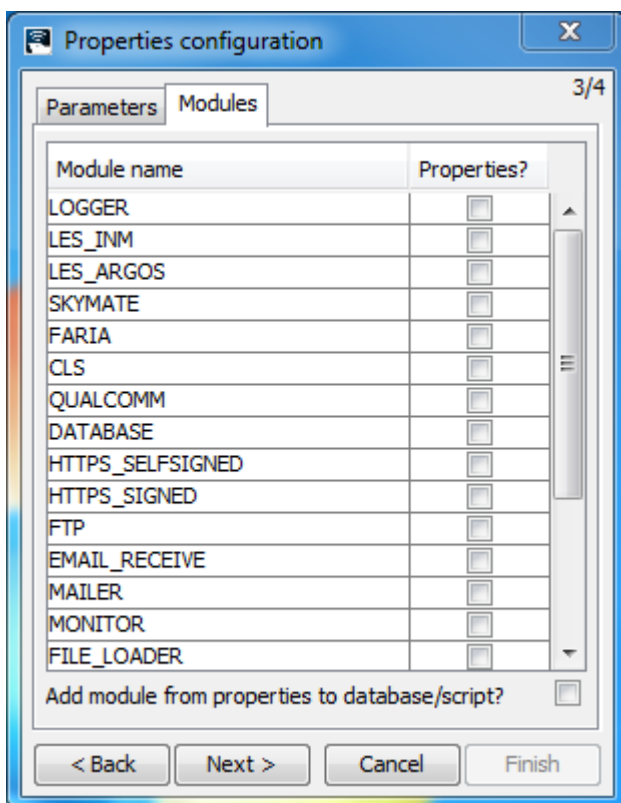 Properties configuration
3/4
Parameters Modules
Module name Properties?
LOGGER
LES_INM
LES_ARGOS
SKYMATE
FARIA
CLS
QUALCOMM
DATABASE
HTTPS_SELFSIGNED
HTTPS_SIGNED
FTP
EMAIL_RECEIVE
MAILER
MONITOR
FILE_LOADER
Add module from properties to database/script?
< Back Next > Cancel Finish